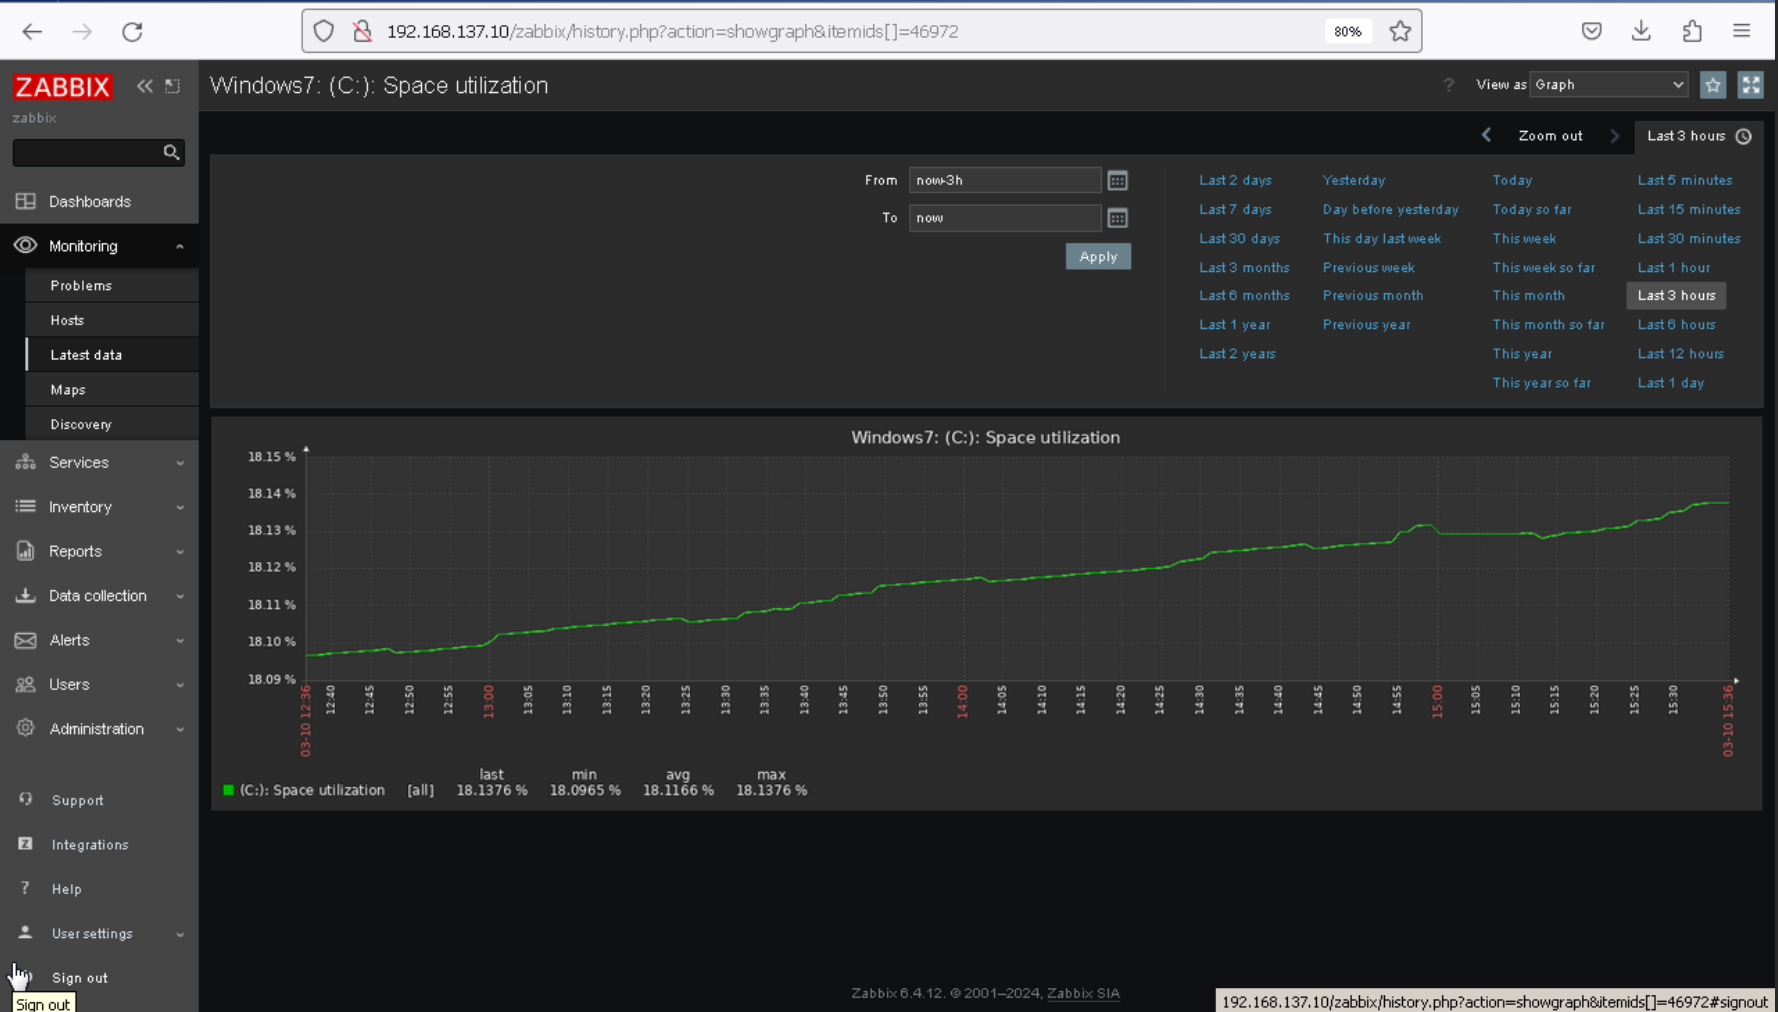 192.168.137.10/zabbix/history.php?action=showgraph&itemids[]=46972
80%
ZABBIX
zabbix
Windows7: (C:): Space utilization
?
View as Graph
Zoom out
Last 3 hours
From now-3h
To now
Apply
Last 2 days Yesterday Today Last 5 minutes
Last 7 days Day before yesterday Today so far Last 15 minutes
Last 30 days This day last week This week Last 30 minutes
Last 3 months Previous week This week so far Last 1 hour
Last 6 months Previous month This month Last 3 hours
Last 1 year Previous year This month so far Last 6 hours
Last 2 years This year Last 12 hours
This year so far Last 1 day
Dashboards
Monitoring
Problems
Hosts
Latest data
Maps
Discovery
Services
Inventory
Reports
Data collection
Alerts
Users
Administration
Support
Z Integrations
? Help
User settings
Sign out
Sign out
Windows7: (C:): Space utilization
18.15 %
18.14 %
18.13 %
18.12 %
18.11 %
18.10 %
18.09 %
03-10 12:36
12:40
12:45
12:50
12:55
13:00
13:05
13:10
13:15
13:20
13:25
13:30
13:35
13:40
13:45
13:50
13:55
14:00
14:05
14:10
14:15
14:20
14:25
14:30
14:35
14:40
14:45
14:50
14:55
15:00
15:05
15:10
15:15
15:20
15:25
15:30
03-10 15:36
last min avg max
(C:): Space utilization [all] 18.1376 % 18.0965 % 18.1166 % 18.1376 %
Zabbix 6.4.12. © 2001–2024, Zabbix SIA
192.168.137.10/zabbix/history.php?action=showgraph&itemids[]=46972#signout